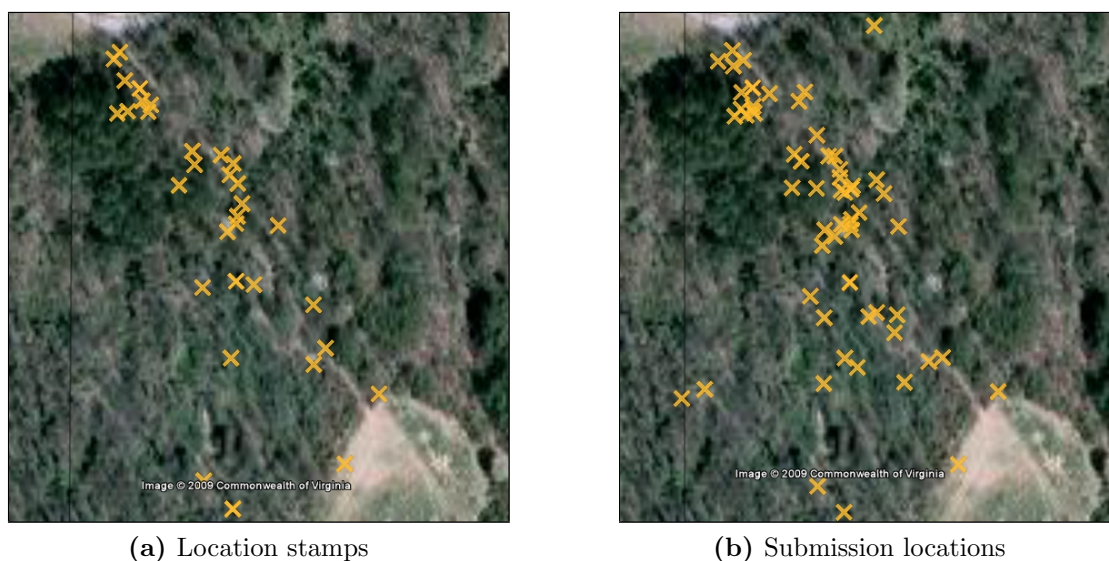 Image © 2009 Commonwealth of Virginia
Image © 2009 Commonwealth of Virginia
(a) Location stamps
(b) Submission locations